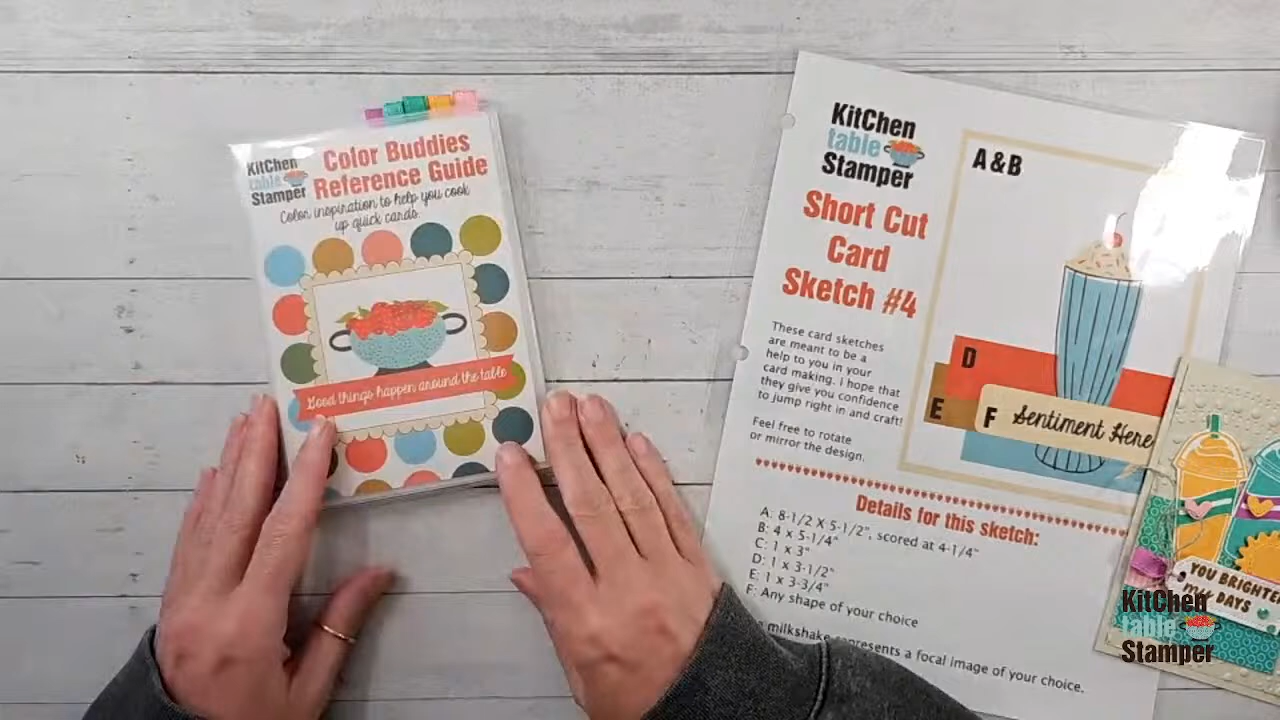 KitChen
table
Stamper
Color Buddies
Reference Guide
Color inspiration to help you cook
up quick cards.
Good things happen around the table
KitChen
table
Stamper
Short Cut
Card
Sketch #4
These card sketches
are meant to be a
help to you in your
card making. I hope that
they give you confidence
to jump right in and craft!
Feel free to rotate
or mirror the design.
A & B
D
E
F
Sentiment Here
Details for this sketch:
A: 8-1/2 X 5-1/2", scored at 4-1/4"
B: 4 x 5-1/4"
C: 1 x 3"
D: 1 x 3-1/2"
E: 1 x 3-3/4"
F: Any shape of your choice
milkshake represents a focal image of your choice.
YOU BRIGHTE
DAYS
KitChen
table
Stamper